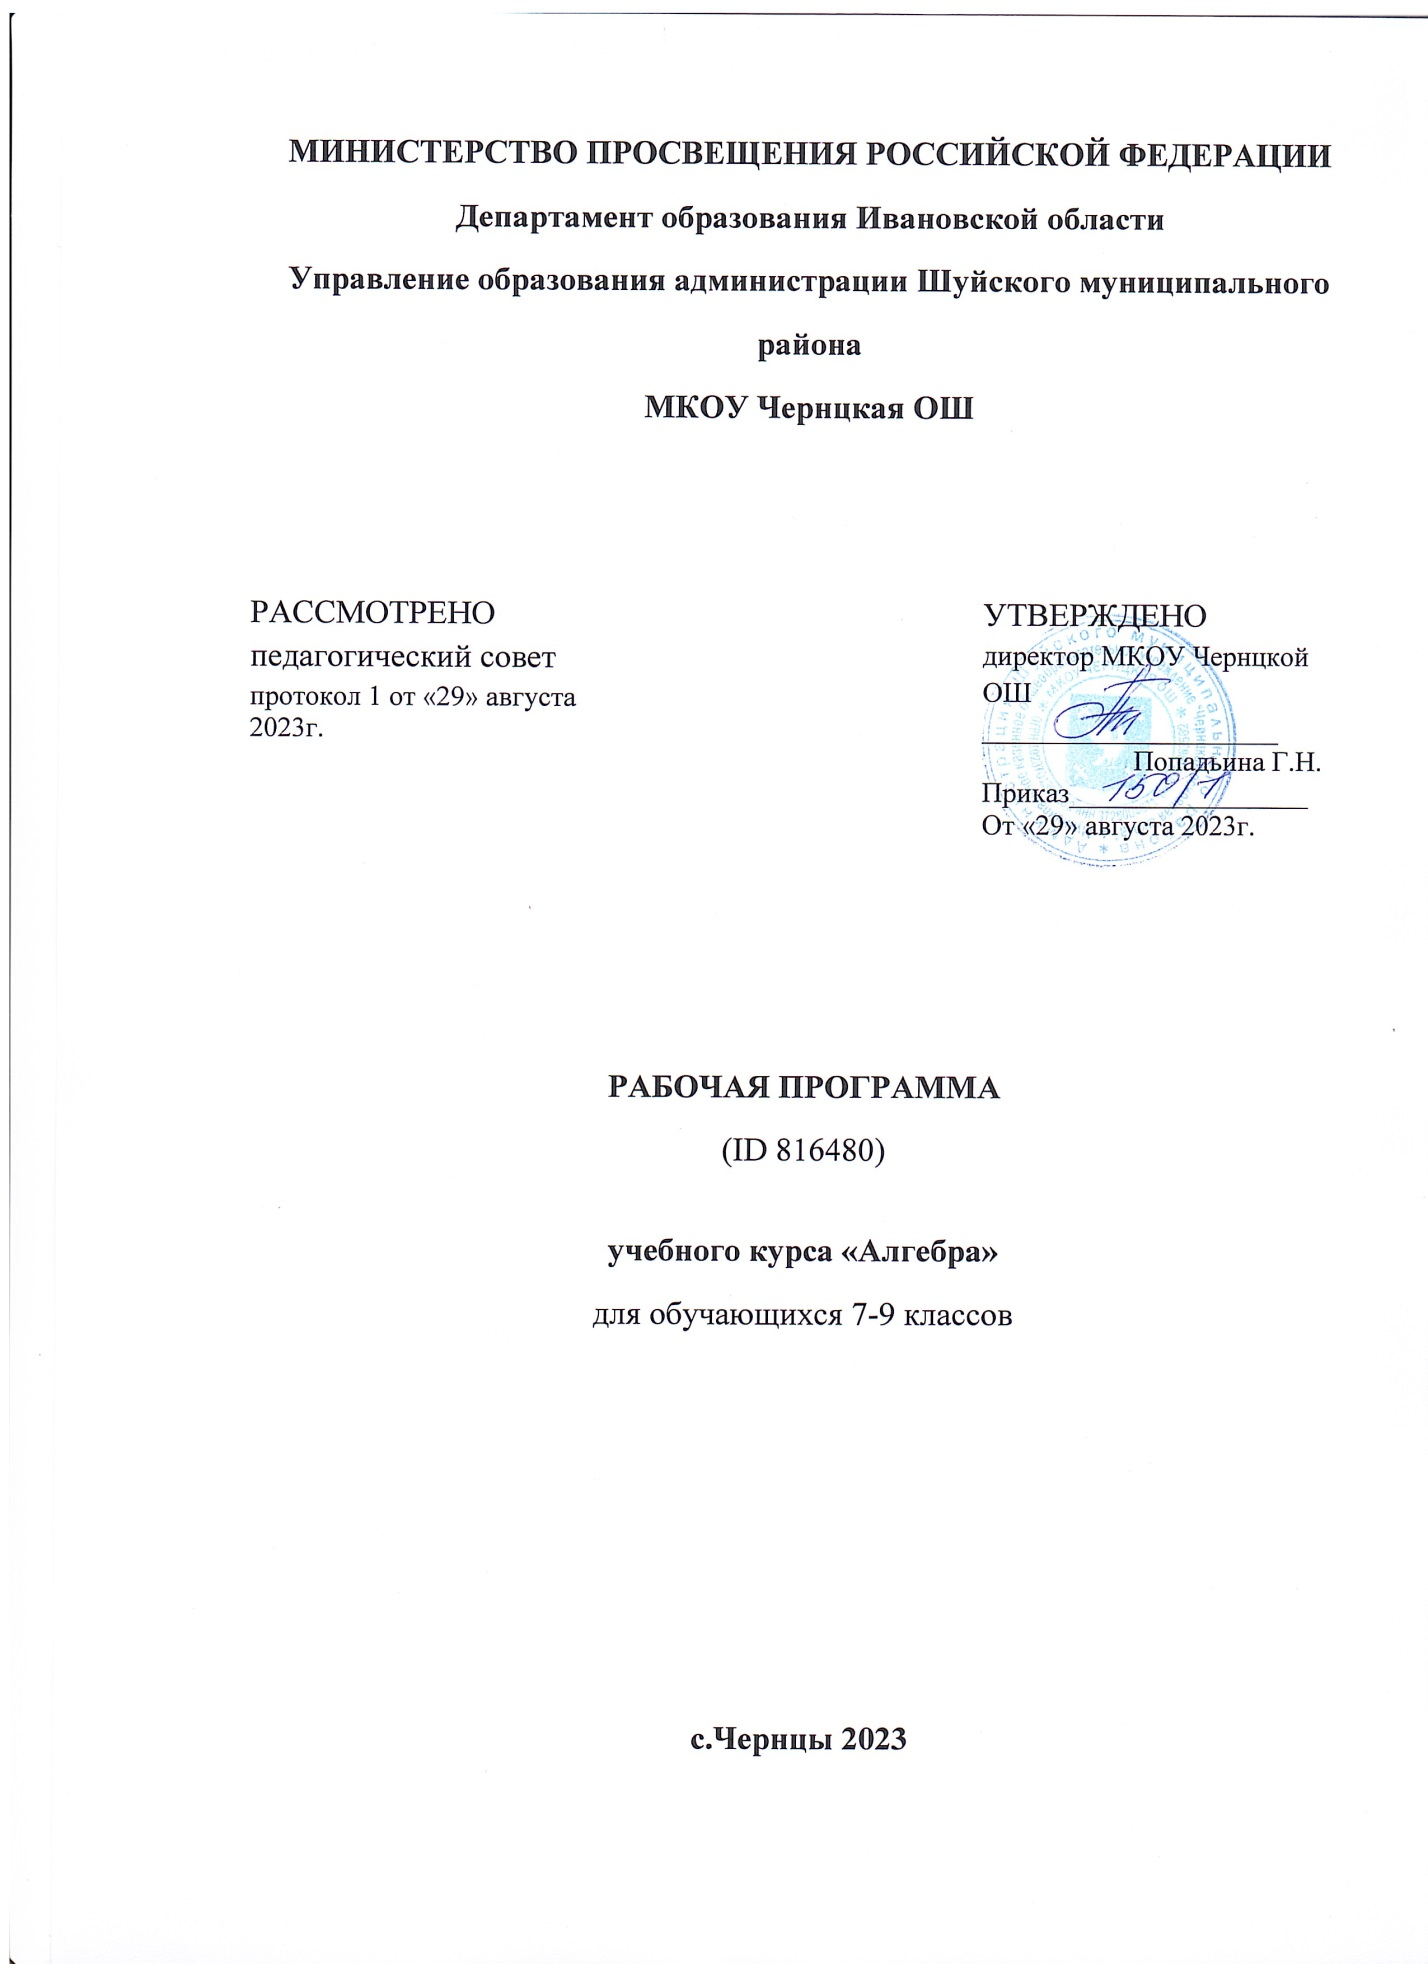 МИНИСТЕРСТВО ПРОСВЕЩЕНИЯ РОССИЙСКОЙ ФЕДЕРАЦИИ
Департамент образования Ивановской области
Управление образования администрации Шуйского муниципального
района
МКОУ Чернцкая ОШ
РАССМОТРЕНО
педагогический совет
протокол 1 от «29» августа
2023г.
УТВЕРЖДЕНО
директор МКОУ Чернцкой
ОШ
Попадьина Г.Н.
Приказ 150/1
От «29» августа 2023г.
РАБОЧАЯ ПРОГРАММА
(ID 816480)
учебного курса «Алгебра»
для обучающихся 7-9 классов
с.Чернцы 2023